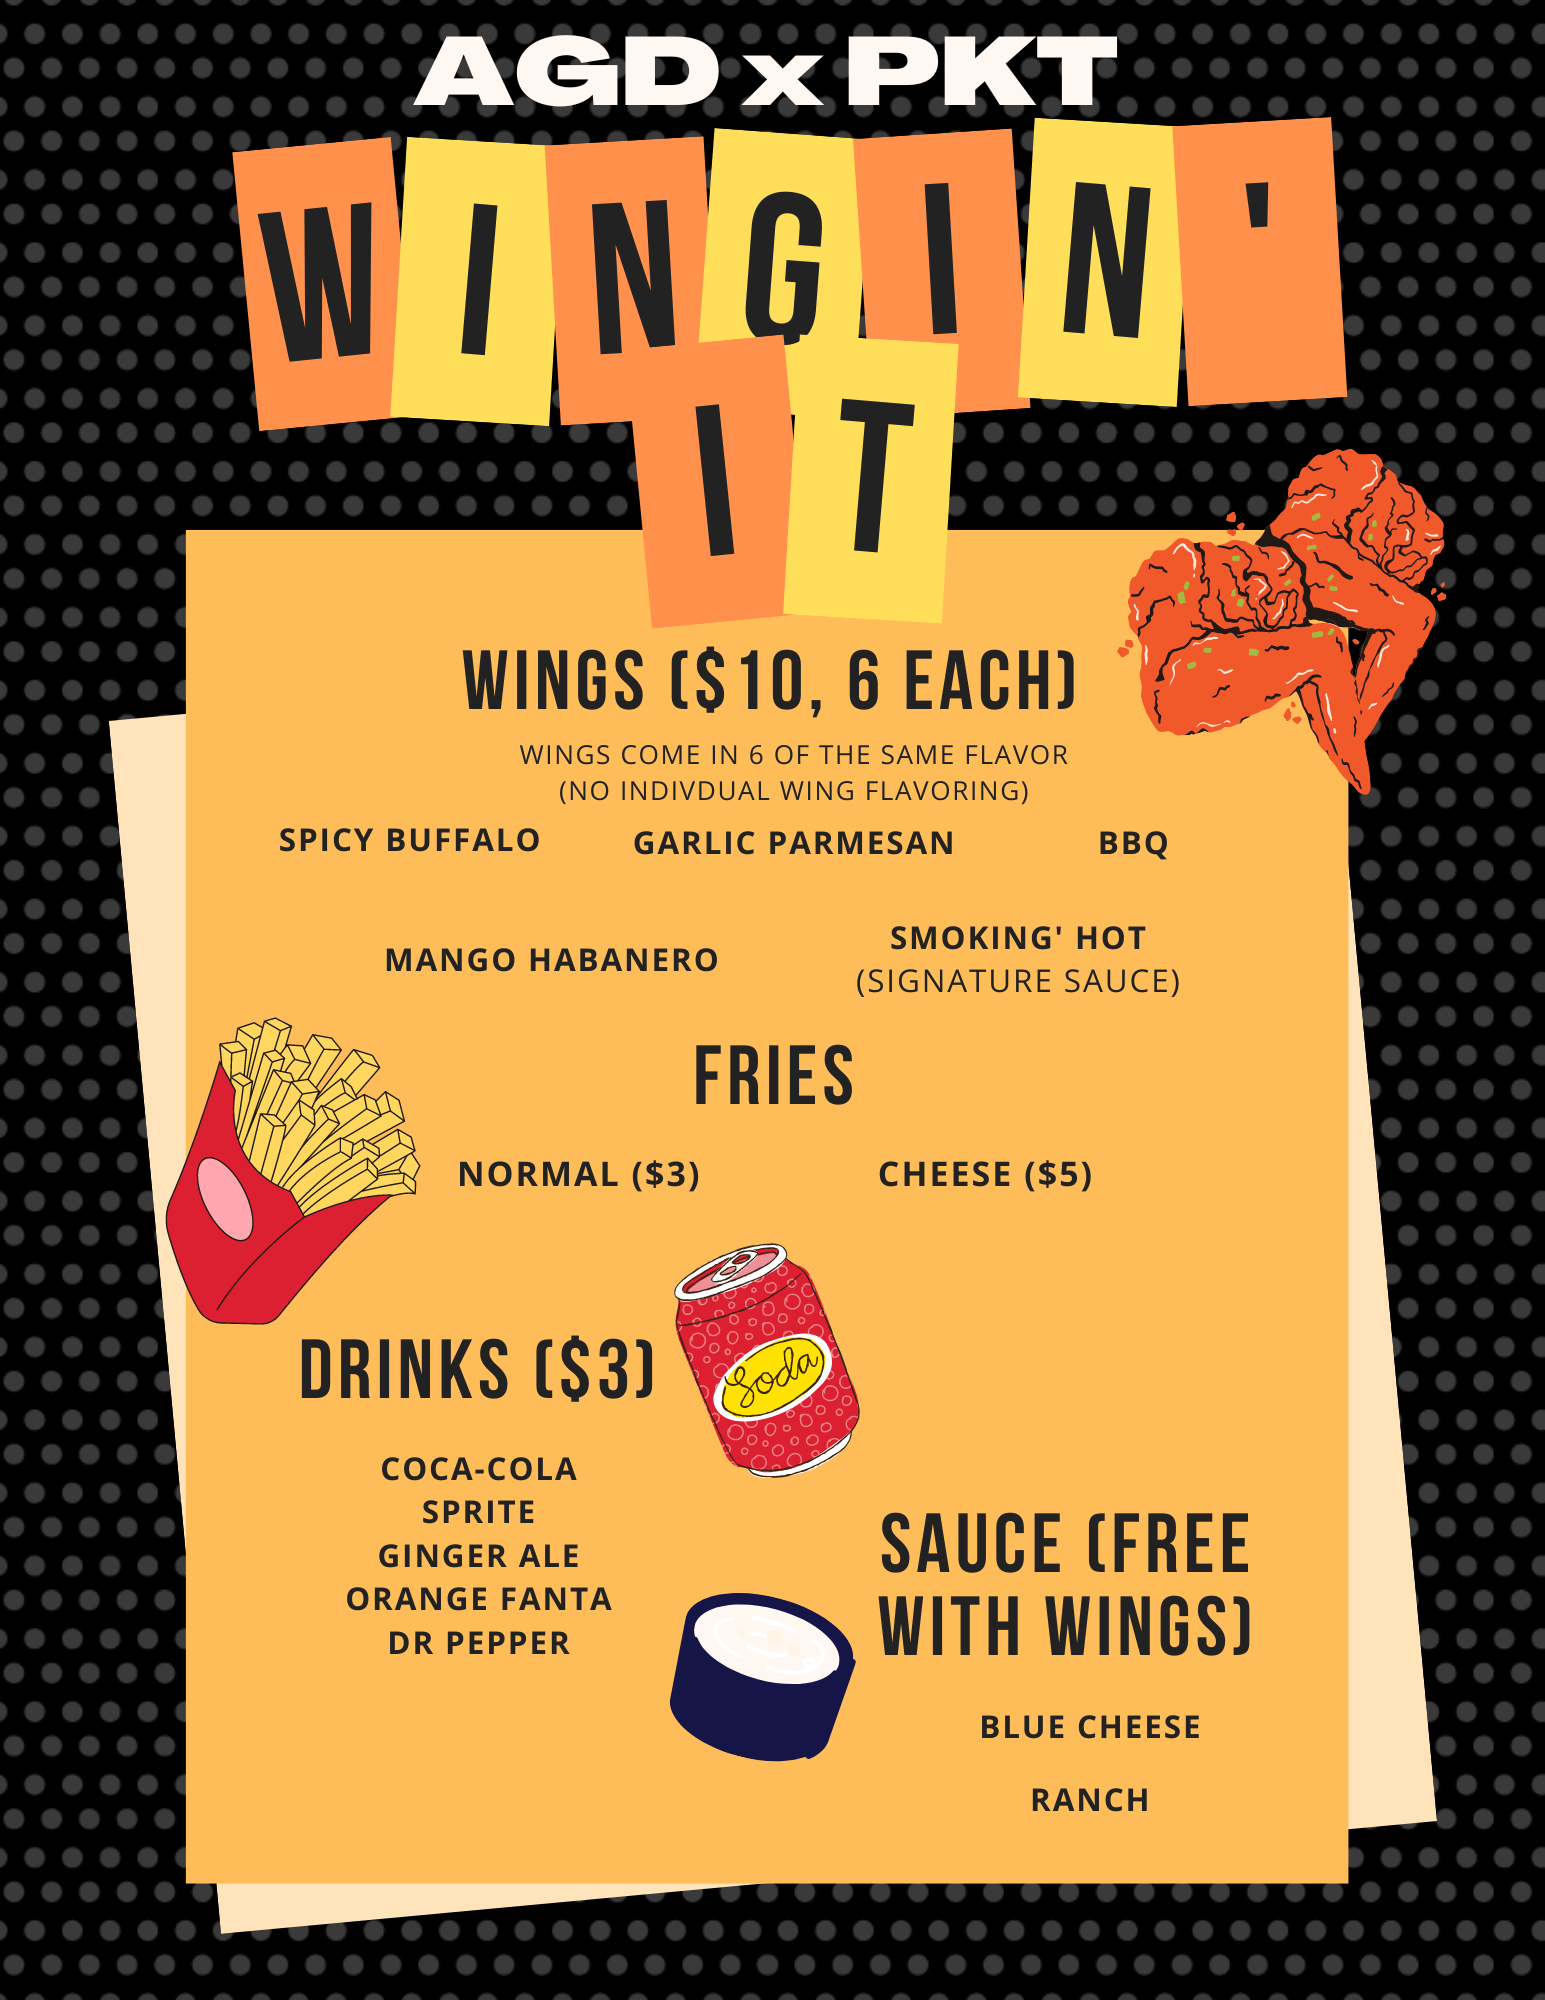 AGD x PKT
WINGIN'
IT
WINGS ($10, 6 EACH)
WINGS COME IN 6 OF THE SAME FLAVOR
(NO INDIVDUAL WING FLAVORING)
SPICY BUFFALO
GARLIC PARMESAN
BBQ
MANGO HABANERO
SMOKING' HOT
(SIGNATURE SAUCE)
FRIES
NORMAL ($3)
CHEESE ($5)
DRINKS ($3)
Soda
COCA-COLA
SPRITE
GINGER ALE
ORANGE FANTA
DR PEPPER
SAUCE (FREE
WITH WINGS)
BLUE CHEESE
RANCH